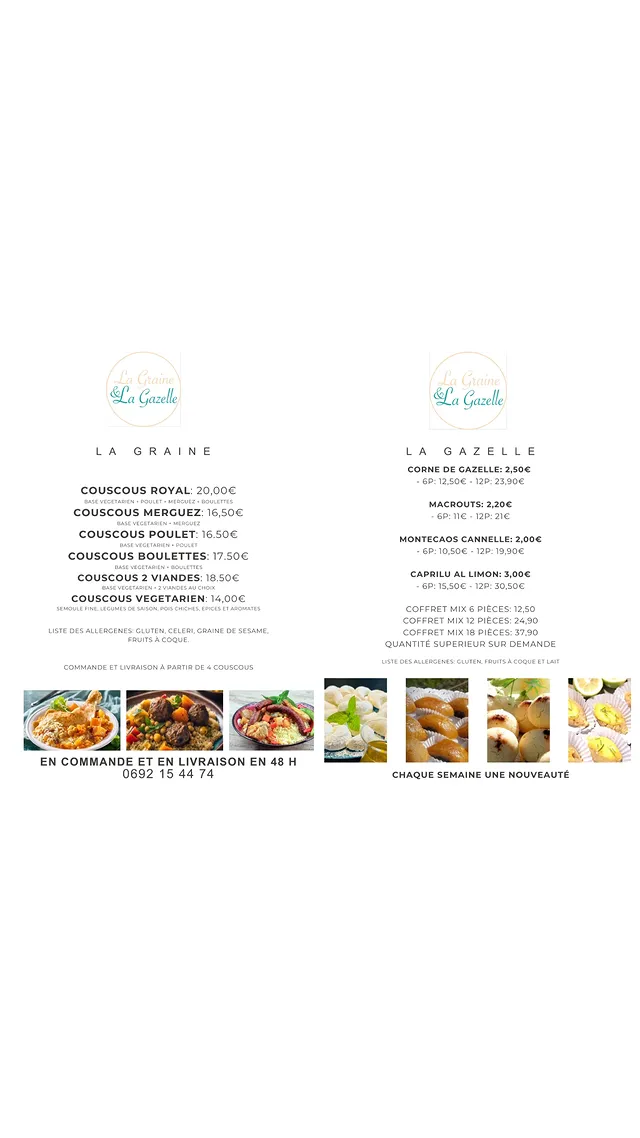 La Graine
& La Gazelle
LA GRAINE
COUSCOUS ROYAL: 20,00€
BASE VEGETARIEN + POULET + MERGUEZ + BOULETTES
COUSCOUS MERGUEZ: 16,50€
BASE VEGETARIEN + MERGUEZ
COUSCOUS POULET: 16.50€
BASE VEGETARIEN + POULET
COUSCOUS BOULETTES: 17.50€
BASE VEGETARIEN + BOULETTES
COUSCOUS 2 VIANDES: 18.50€
BASE VEGETARIEN + 2 VIANDES AU CHOIX
COUSCOUS VEGETARIEN: 14,00€
SEMOULE FINE, LEGUMES DE SAISON, POIS CHICHES, EPICES ET AROMATES
LISTE DES ALLERGENES: GLUTEN, CELERI, GRAINE DE SESAME,
FRUITS À COQUE.
COMMANDE ET LIVRAISON À PARTIR DE 4 COUSCOUS
EN COMMANDE ET EN LIVRAISON EN 48 H
0692 15 44 74
La Graine
& La Gazelle
LA GAZELLE
CORNE DE GAZELLE: 2,50€
- 6P: 12,50€ - 12P: 23,90€
MACROUTS: 2,20€
- 6P: 11€ - 12P: 21€
MONTECAOS CANNELLE: 2,00€
- 6P: 10,50€ - 12P: 19,90€
CAPRILU AL LIMON: 3,00€
- 6P: 15,50€ - 12P: 30,50€
COFFRET MIX 6 PIÈCES: 12,50
COFFRET MIX 12 PIÈCES: 24,90
COFFRET MIX 18 PIÈCES: 37,90
QUANTITÉ SUPERIEUR SUR DEMANDE
LISTE DES ALLERGENES: GLUTEN, FRUITS À COQUE ET LAIT
CHAQUE SEMAINE UNE NOUVEAUTÉ